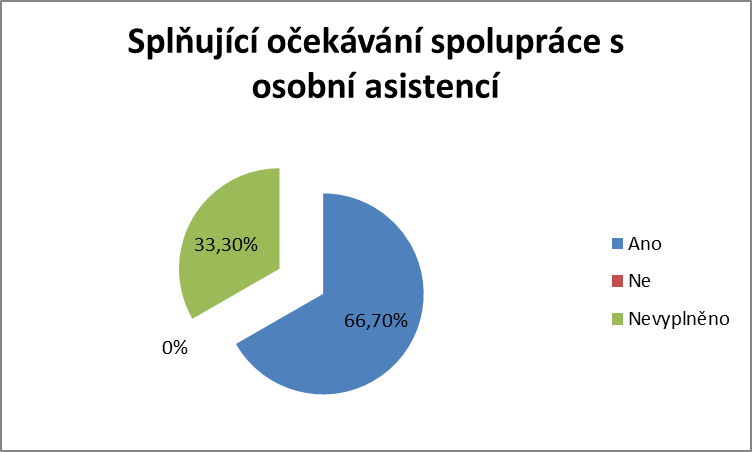 Splňující očekávání spolupráce s
osobní asistencí
33,30%
66,70%
0%
Ano
Ne
Nevyplněno